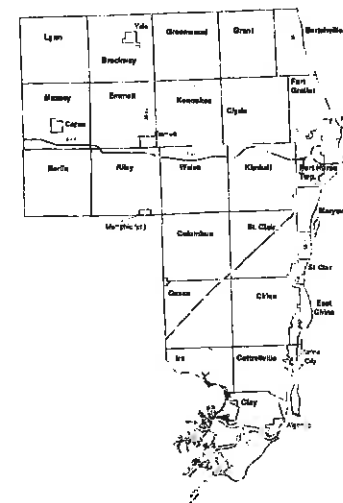 Yale
Lynn
Greenwood
Grant
Burtchville
Brockway
Fort
Gratiot
Mussey
Emmett
Kenockee
Clyde
Capac
Berlin
Riley
Wales
Kimball
Port Huron
Twp.
Memphis
Columbus
St. Clair
Marysville
St. Clair
Casco
China
East
China
Marine
City
Ira
Cottrellville
Clay
Algonac